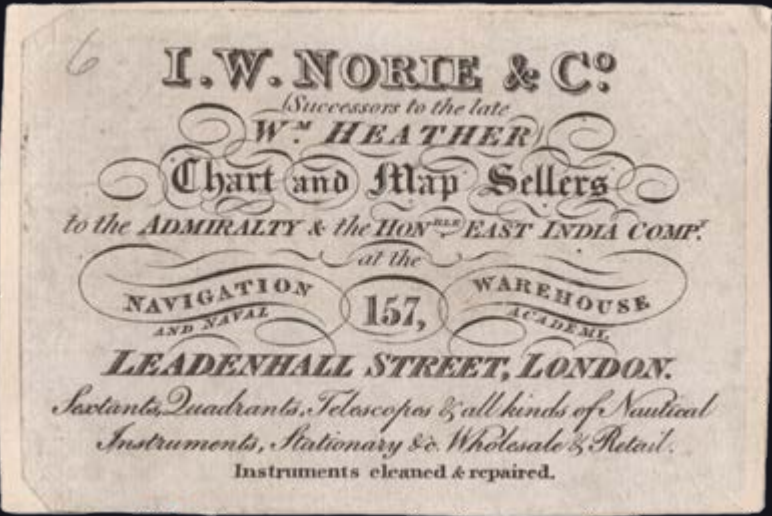 6
I. W. NORIE & Cº.
(Successors to the late
Wᴹ. HEATHER)
Chart and Map Sellers
to the ADMIRALTY & the HONᴿᴸᴱ EAST INDIA COMPʸ.
at the
NAVIGATION WAREHOUSE
AND NAVAL 157, ACADEMY,
LEADENHALL STREET, LONDON.
Sextants, Quadrants, Telescopes & all kinds of Nautical
Instruments, Stationary &c. Wholesale & Retail.
Instruments cleaned & repaired.